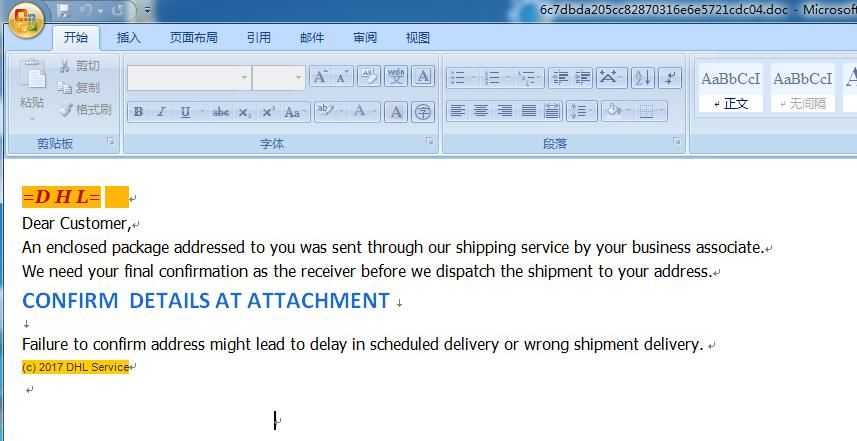 6c7dbda205cc82870316e6e5721cdc04.doc - Microsof
开始 插入 页面布局 引用 邮件 审阅 视图
剪切
复制
格式刷
粘贴
剪贴板
B I U abc x₂ x² Aa
字体
段落
AaBbCcI AaBbCcI A
正文 无间隔
=D H L=
Dear Customer,
An enclosed package addressed to you was sent through our shipping service by your business associate.
We need your final confirmation as the receiver before we dispatch the shipment to your address.
CONFIRM  DETAILS AT ATTACHMENT
Failure to confirm address might lead to delay in scheduled delivery or wrong shipment delivery.
(c) 2017 DHL Service